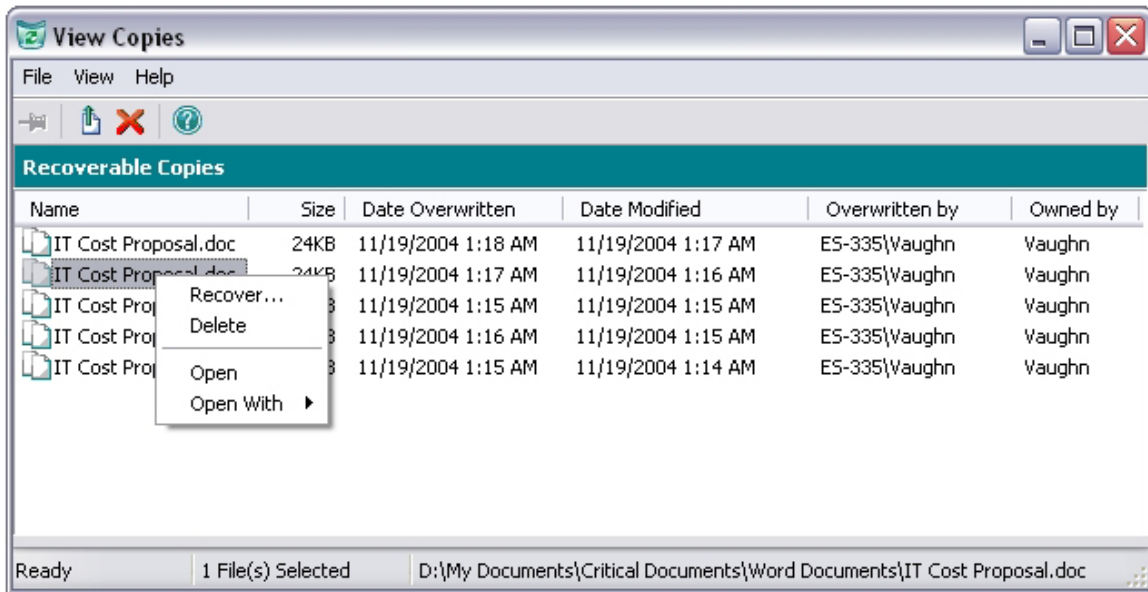 View Copies
File View Help
Recoverable Copies
Name Size Date Overwritten Date Modified Overwritten by Owned by
IT Cost Proposal.doc 24KB 11/19/2004 1:18 AM 11/19/2004 1:17 AM ES-335\Vaughn Vaughn
IT Cost Proposal.doc 24KB 11/19/2004 1:17 AM 11/19/2004 1:16 AM ES-335\Vaughn Vaughn
Recover...
IT Cost 11/19/2004 1:15 AM 11/19/2004 1:15 AM ES-335\Vaughn Vaughn
Delete
IT Cost 11/19/2004 1:16 AM 11/19/2004 1:15 AM ES-335\Vaughn Vaughn
Open
IT Cost 11/19/2004 1:15 AM 11/19/2004 1:14 AM ES-335\Vaughn Vaughn
Open With
Ready 1 File(s) Selected D:\My Documents\Critical Documents\Word Documents\IT Cost Proposal.doc